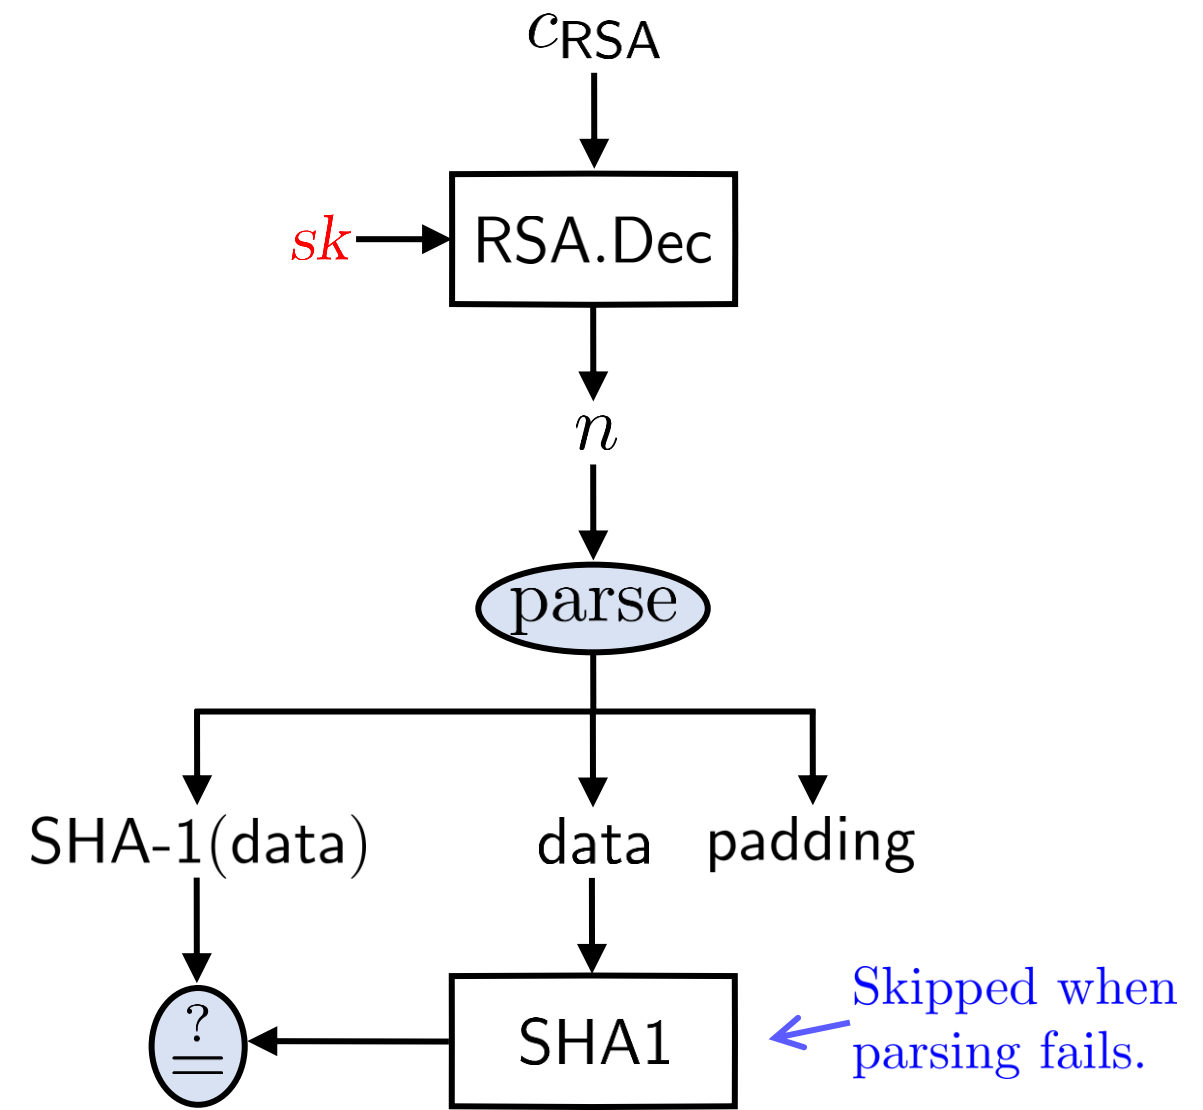 c_RSA
sk
RSA.Dec
n
parse
SHA-1(data)
data
padding
?
=
SHA1
Skipped when
parsing fails.